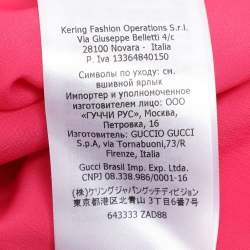 Kering Fashion Operations S.r.l.
Via Giuseppe Belletti 4/c
28100 Novara - Italia
P. Iva 13364840150
Символы по уходу: см.
вшивной ярлык
Импортер и уполномоченное
изготовителем лицо: ООО
«ГУЧЧИ РУС», Москва,
Петровка, 16
Изготовитель: GUCCIO GUCCI
S.p.A, via Tornabuoni,73/R
Firenze, Italia
Gucci Brasil Imp. Exp. Ltda.
CNPJ 08.338.986/0001-16
(株)ケリングジャパングッチディビジョン
東京都港区北青山3丁目6番7号
643333 ZAD88